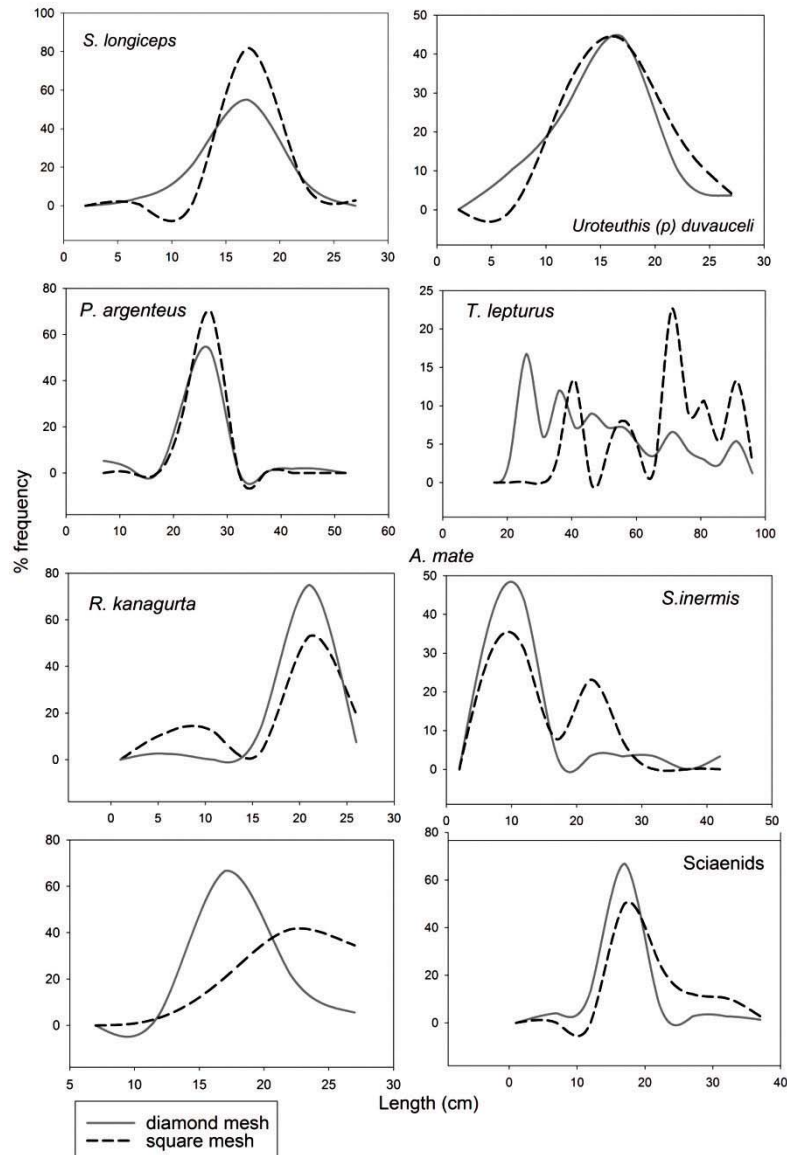 S. longiceps
100
80
60
40
20
0
0 5 10 15 20 25 30
Uroteuthis (p) duvauceli
50
40
30
20
10
0
0 5 10 15 20 25 30
P. argenteus
80
60
40
20
0
0 10 20 30 40 50 60
T. lepturus
25
20
15
10
5
0
0 20 40 60 80 100
% frequency
A. mate
R. kanagurta
80
60
40
20
0
0 5 10 15 20 25 30
S.inermis
50
40
30
20
10
0
0 10 20 30 40 50
80
60
40
20
0
5 10 15 20 25 30
Sciaenids
80
60
40
20
0
0 10 20 30 40
Length (cm)
diamond mesh
square mesh